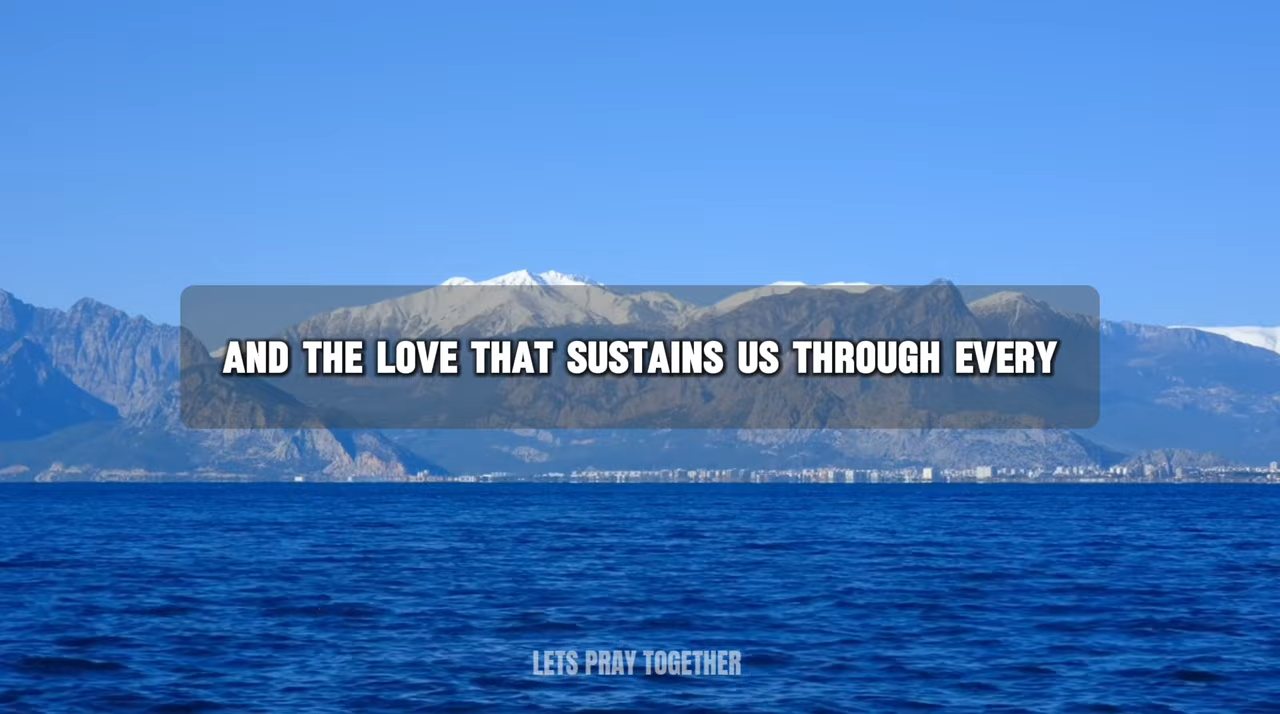 AND THE LOVE THAT SUSTAINS US THROUGH EVERY
LETS PRAY TOGETHER